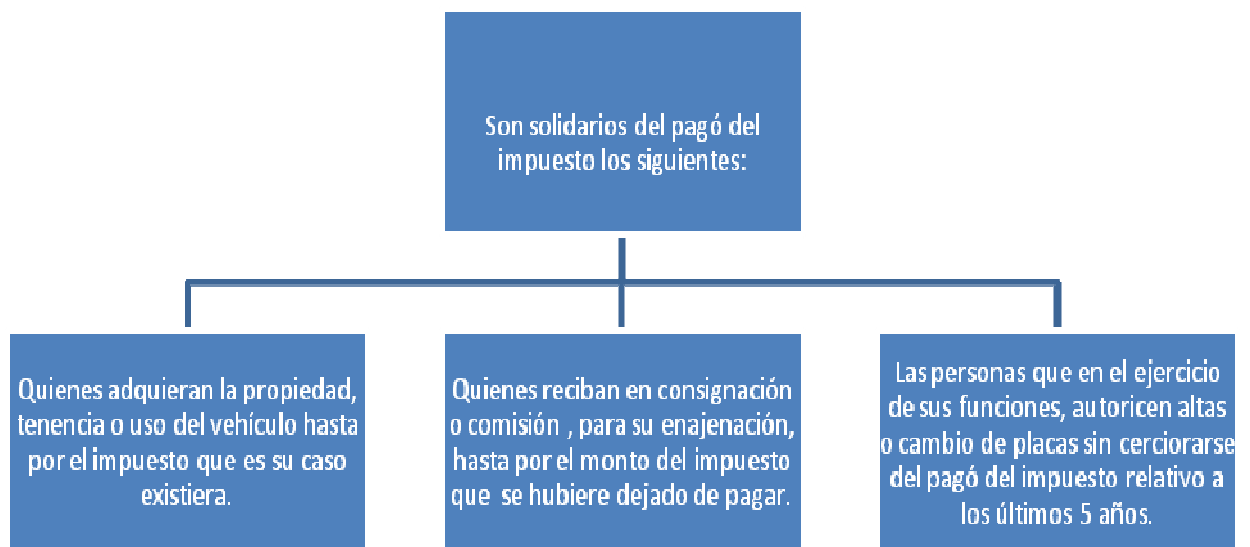 Son solidarios del pagó del
impuesto los siguientes:
Quienes adquieran la propiedad,
tenencia o uso del vehículo hasta
por el impuesto que es su caso
existiera.
Quienes reciban en consignación
o comisión , para su enajenación,
hasta por el monto del impuesto
que se hubiere dejado de pagar.
Las personas que en el ejercicio
de sus funciones, autoricen altas
o cambio de placas sin cerciorarse
del pagó del impuesto relativo a
los últimos 5 años.